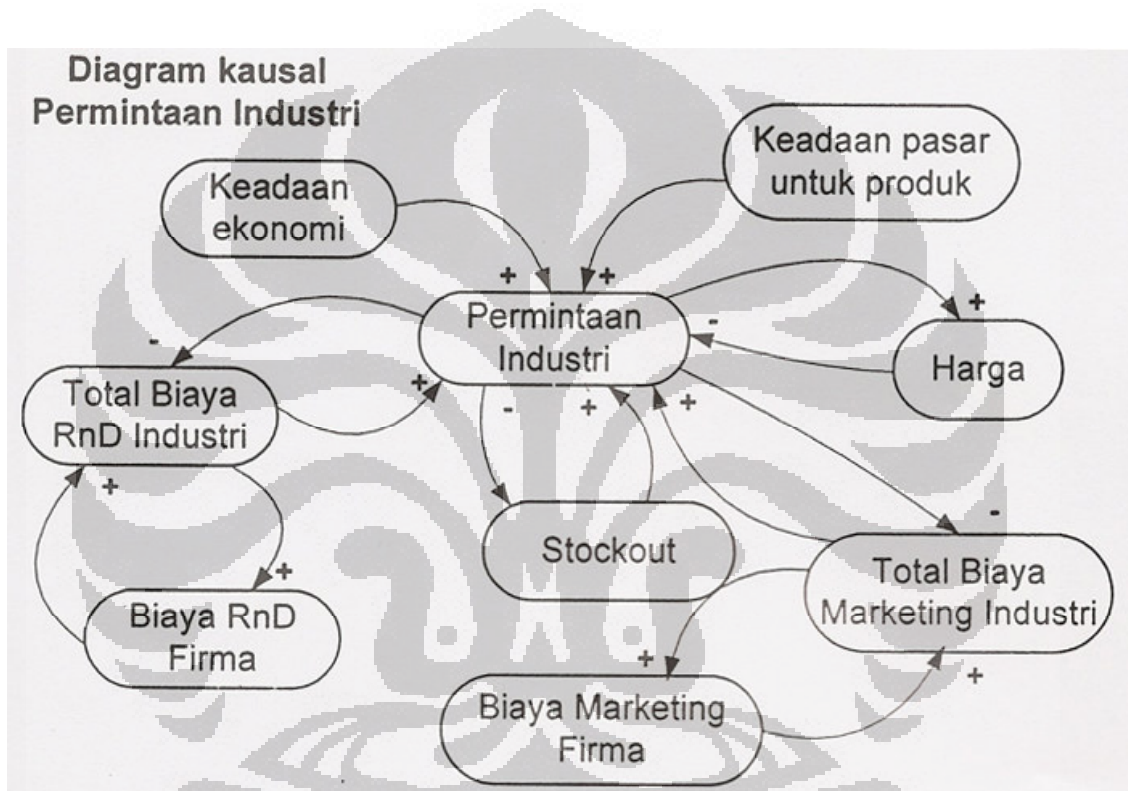 Diagram kausal
Permintaan Industri
Keadaan
ekonomi
Keadaan pasar
untuk produk
+
+
Permintaan
Industri
-
+
Harga
-
Total Biaya
RnD Industri
+
-
+
+
+
Stockout
-
Total Biaya
Marketing Industri
+
Biaya RnD
Firma
+
+
Biaya Marketing
Firma